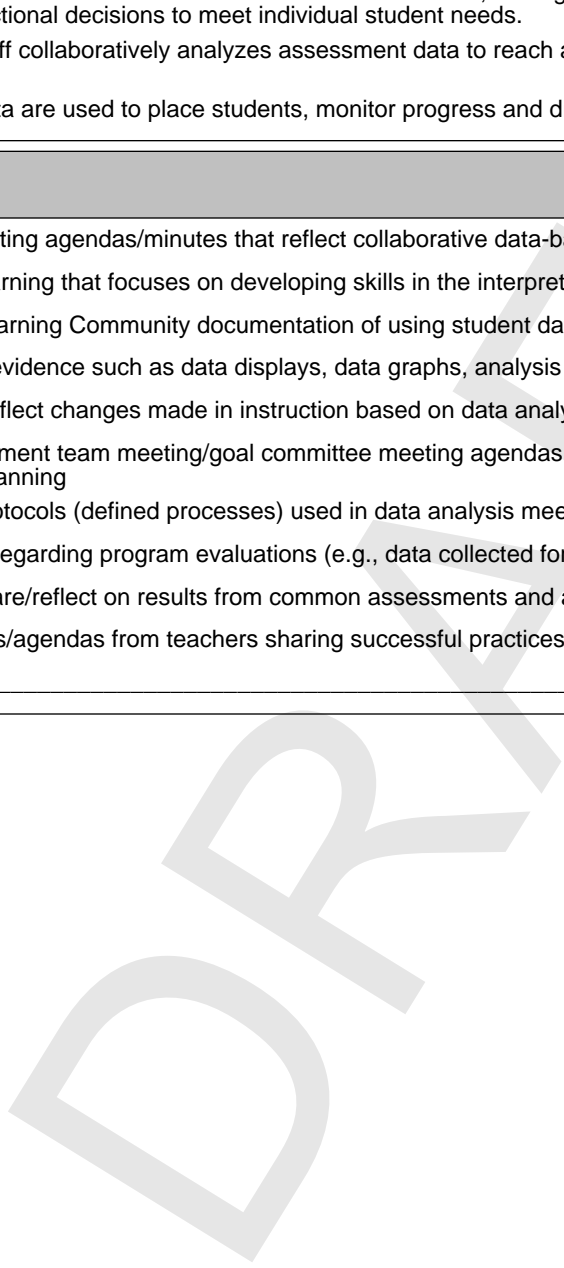 ctional decisions to meet individual student needs.
ff collaboratively analyzes assessment data to reach a
ta are used to place students, monitor progress and d
ting agendas/minutes that reflect collaborative data-b
rning that focuses on developing skills in the interpret
arning Community documentation of using student da
evidence such as data displays, data graphs, analysis
flect changes made in instruction based on data analy
ment team meeting/goal committee meeting agendas
anning
otocols (defined processes) used in data analysis mee
egarding program evaluations (e.g., data collected for
are/reflect on results from common assessments and a
s/agendas from teachers sharing successful practices
DRA